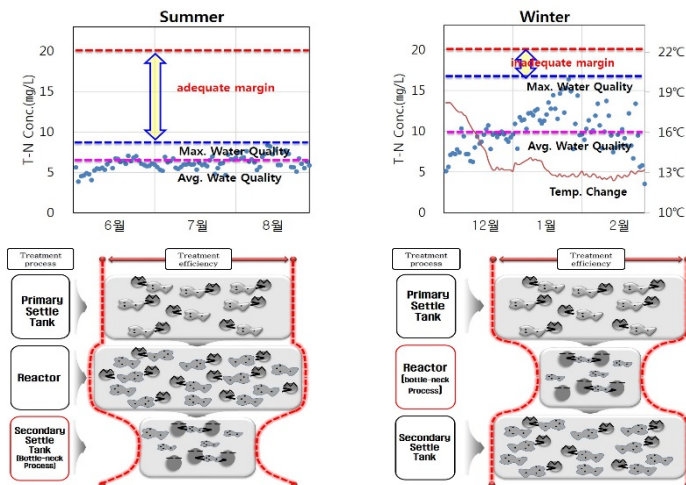 Summer
T-N Conc.(mg/L)
20
15
10
5
0
adequate margin
Max. Water Quality
Avg. Wate Quality
6월
7월
8월
Winter
T-N Conc.(mg/L)
20
15
10
5
0
22℃
19℃
16℃
13℃
10℃
inadequate margin
Max. Water Quality
Avg. Water Quality
Temp. Change
12월
1월
2월
Treatment
process
Treatment
efficiency
Primary
Settle
Tank
Reactor
Secondary
Settle
Tank
(Bottle-neck
Process)
Treatment
process
Treatment
efficiency
Primary
Settle
Tank
Reactor
(Bottle-neck
Process)
Secondary
Settle
Tank